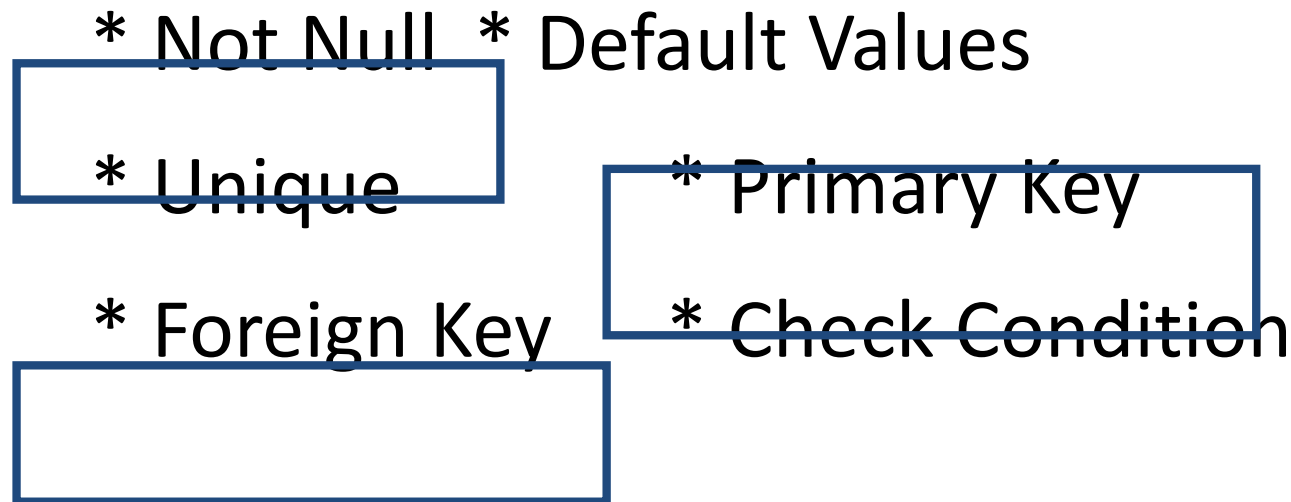 * Not Null * Default Values
* Unique * Primary Key
* Foreign Key * Check Condition